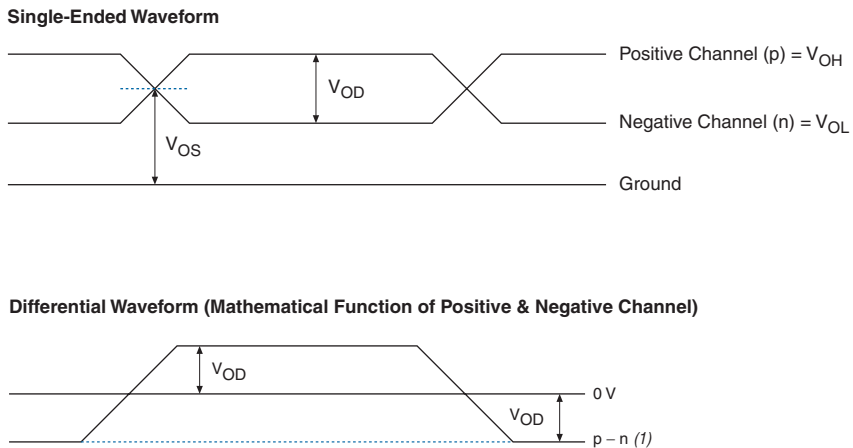 Single-Ended Waveform
Positive Channel (p) = VOH
VOD
Negative Channel (n) = VOL
VOS
Ground
Differential Waveform (Mathematical Function of Positive & Negative Channel)
VOD
0 V
VOD
p – n (1)